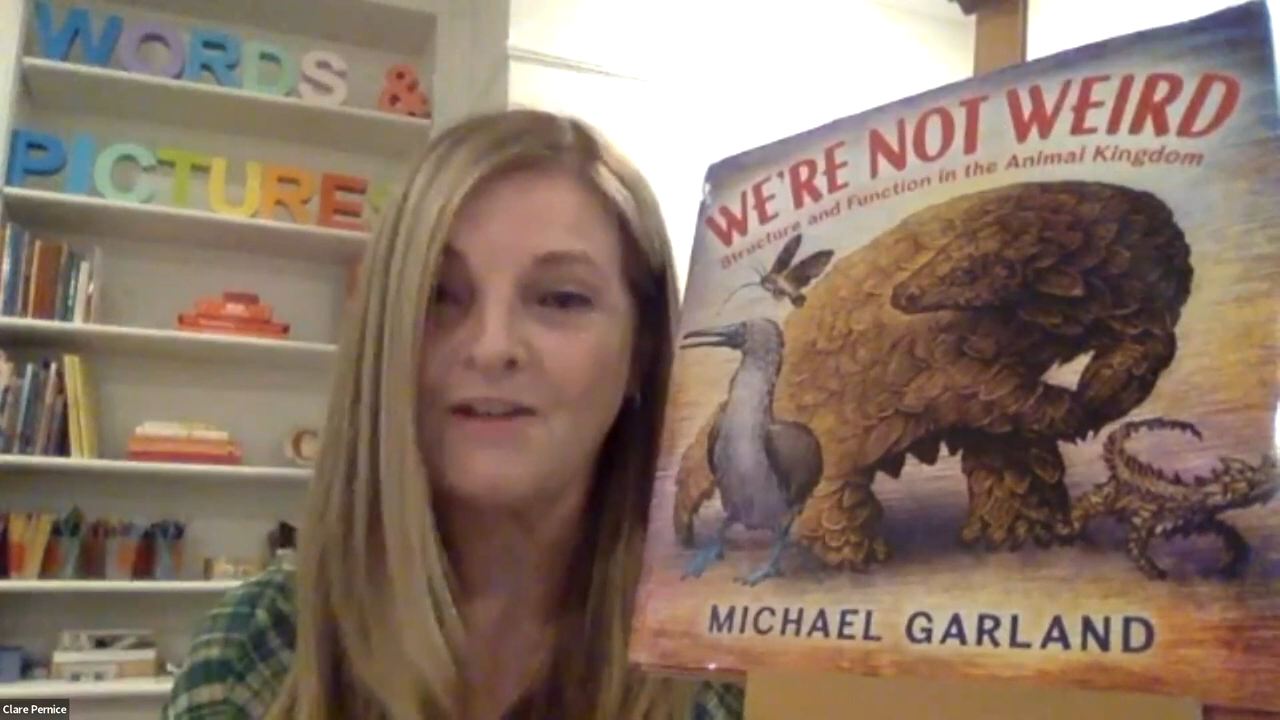 WORDS &
PICTURES
WE'RE NOT WEIRD
Structure and Function in the Animal Kingdom
MICHAEL GARLAND
Clare Pernice